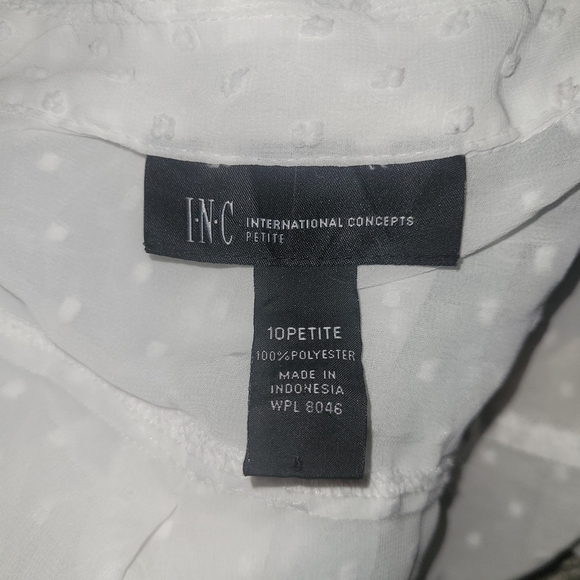 I·N·C INTERNATIONAL CONCEPTS
PETITE
10PETITE
100%POLYESTER
MADE IN
INDONESIA
WPL 8046